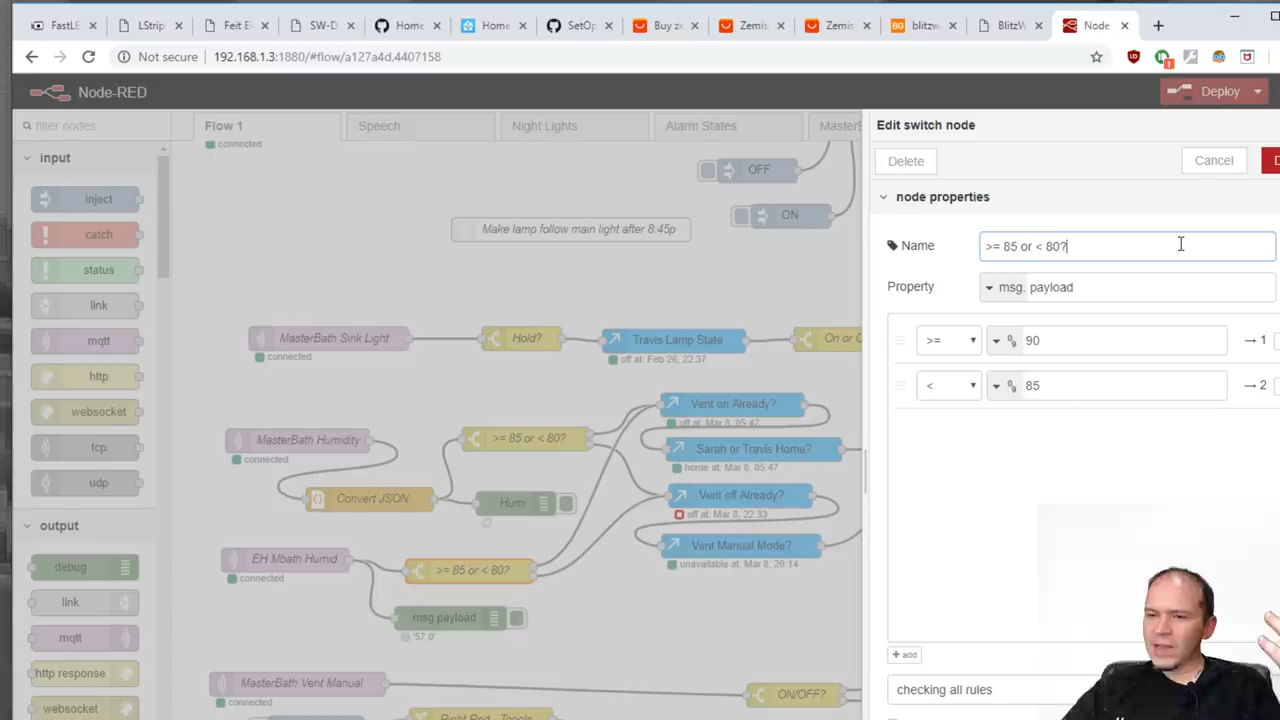 FastLE
LStrip
Feit E
SW-D
Home
Home
SetOp
Buy ze
Zemis
Zemis
blitzw
BlitzW
Node
Not secure
192.168.1.3:1880/#flow/a127a4d.4407158
Node-RED
Deploy
filter nodes
Flow 1
Speech
Night Lights
Alarm States
MasterB
Edit switch node
connected
input
inject
catch
status
link
mqtt
http
websocket
tcp
udp
output
debug
link
mqtt
http response
websocket
OFF
ON
Make lamp follow main light after 8:45p
MasterBath Sink Light
connected
Hold?
Travis Lamp State
off at: Feb 26, 22:37
On or O
MasterBath Humidity
connected
>= 85 or < 80?
Vent on Already?
off at: Mar 8, 05:47
Sarah or Travis Home?
home at: Mar 8, 05:47
Convert JSON
Humi
Vent off Already?
off at: Mar 8, 22:33
Vent Manual Mode?
unavailable at: Mar 8, 20:14
EH Mbath Humid
connected
>= 85 or < 80?
msg.payload
'57.0'
MasterBath Vent Manual
connected
ON/OFF?
Right Red - Toggle
Delete
Cancel
D
node properties
Name
>= 85 or < 80?
Property
msg. payload
>= 90 → 1
< 85 → 2
+ add
checking all rules